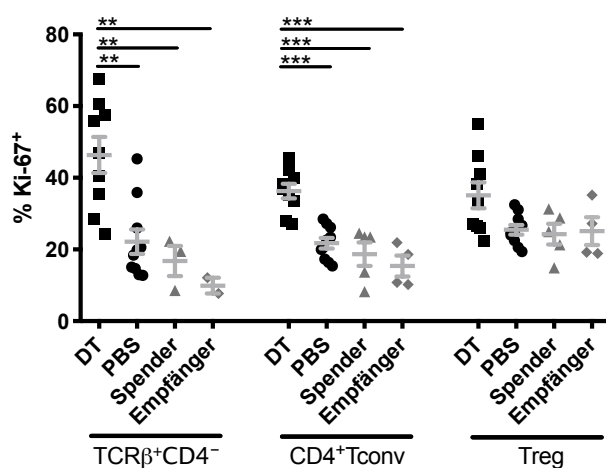 ** ***
** ***
** ***
80
60
40
20
0
% Ki-67⁺
DT PBS Spender Empfänger DT PBS Spender Empfänger DT PBS Spender Empfänger
TCRβ⁺CD4⁻ CD4⁺Tconv Treg